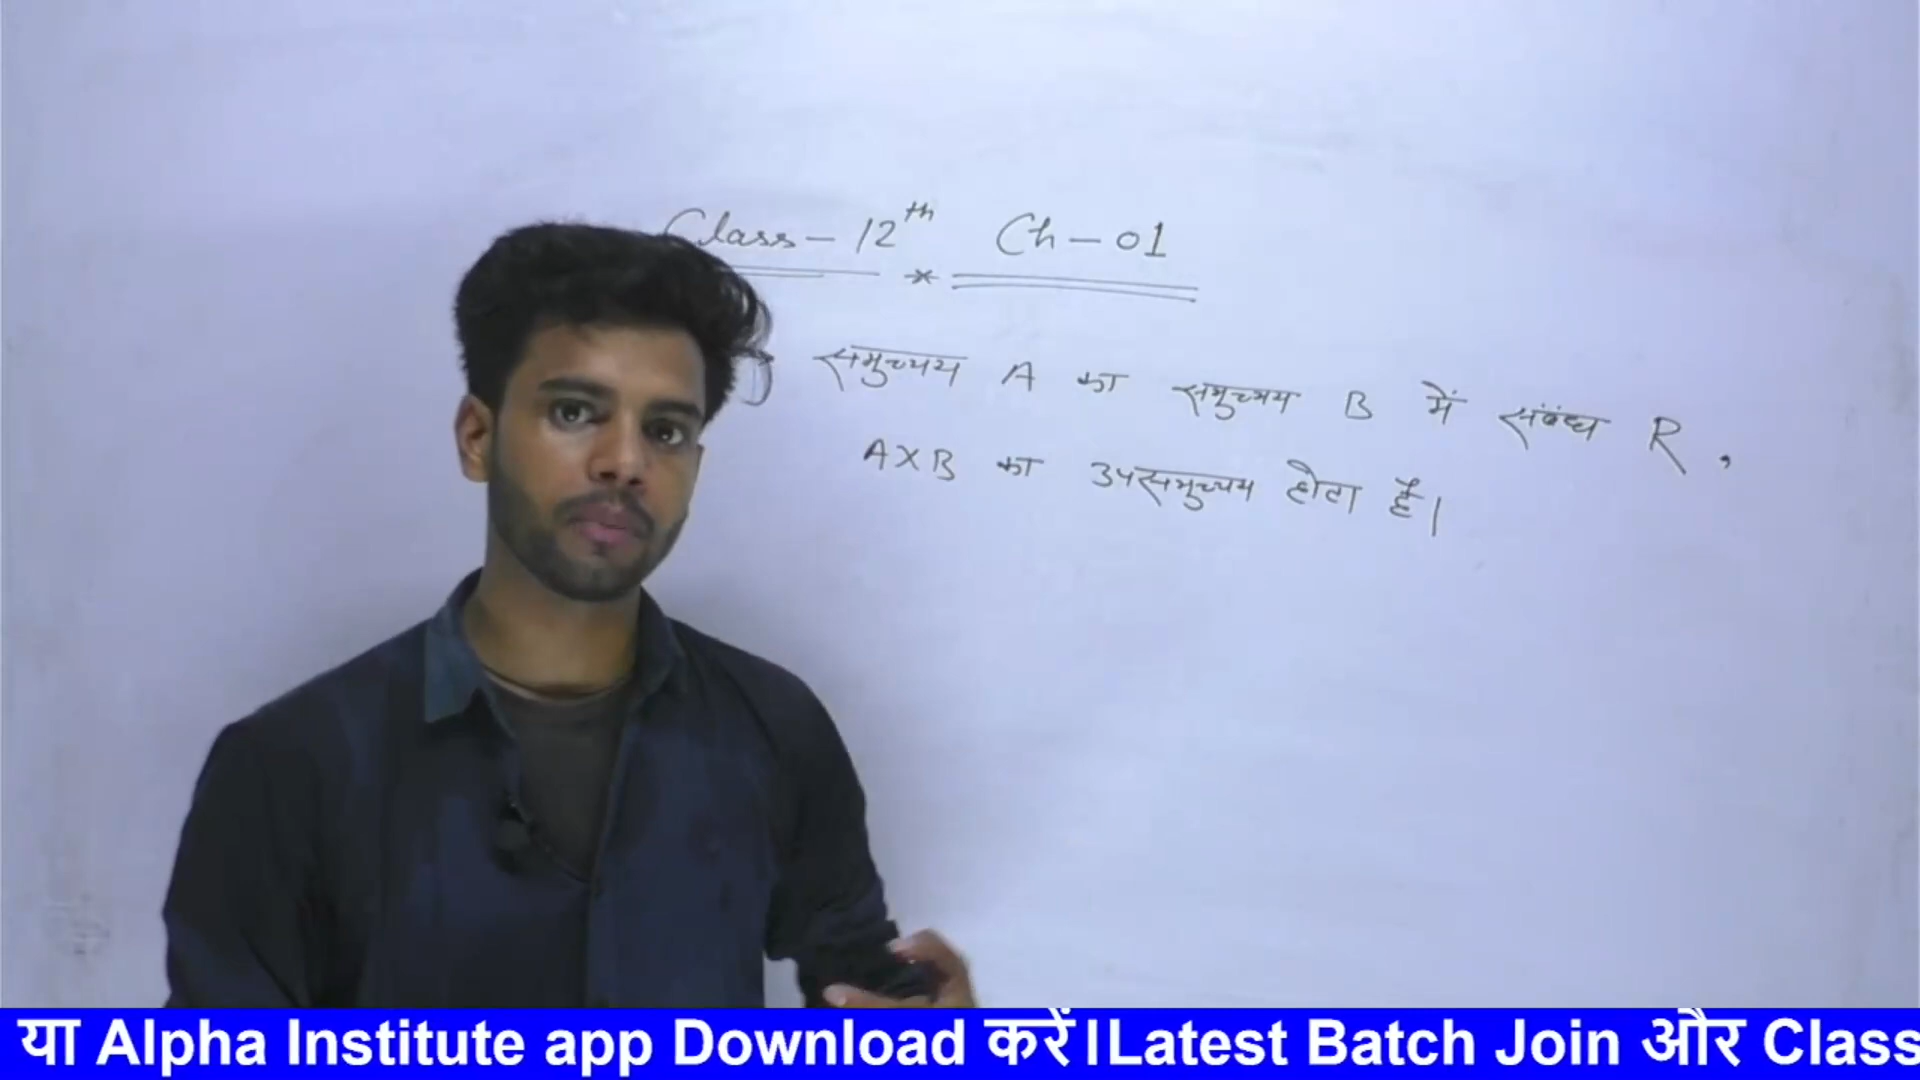 Class - 12th Ch - 01
समुच्चय A का समुच्चय B में संबंध R,
A X B का उपसमुच्चय होता है।
या Alpha Institute app Download करें।Latest Batch Join और Class